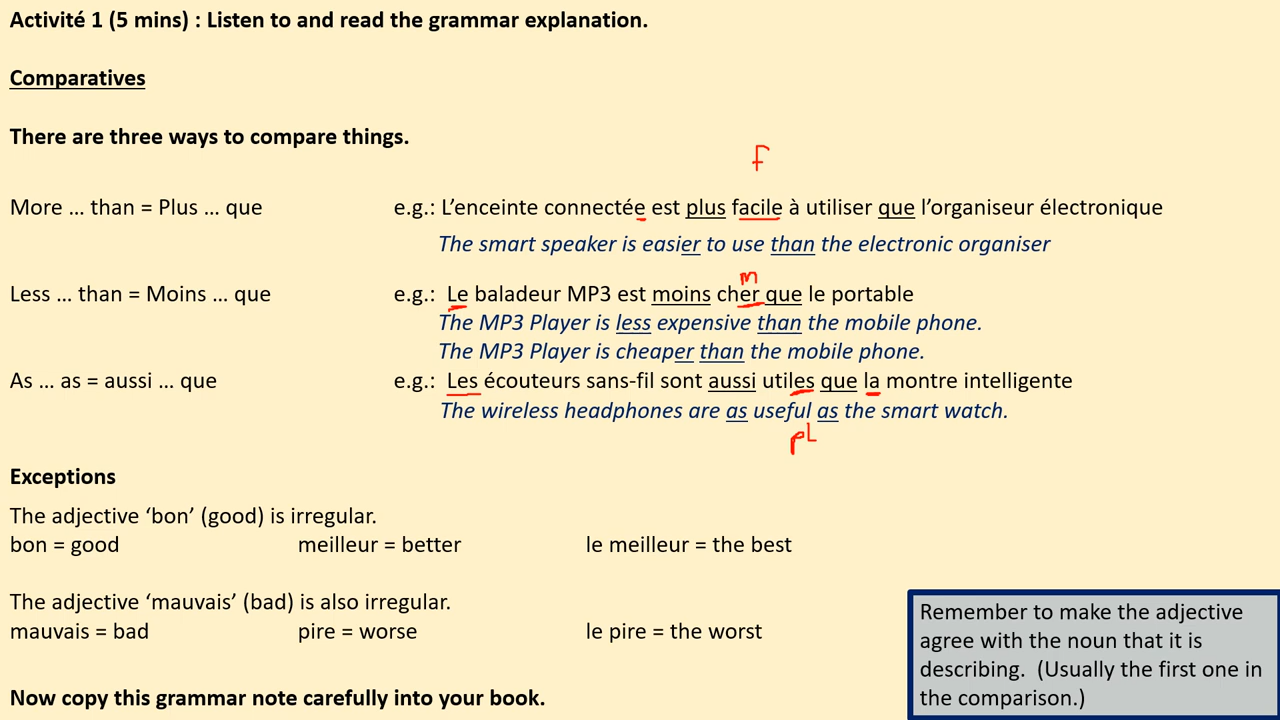 Activité 1 (5 mins) : Listen to and read the grammar explanation.
Comparatives
There are three ways to compare things.
f
More … than = Plus … que e.g.: L’enceinte connectée est plus facile à utiliser que l’organiseur électronique
The smart speaker is easier to use than the electronic organiser
m
Less … than = Moins … que e.g.: Le baladeur MP3 est moins cher que le portable
The MP3 Player is less expensive than the mobile phone.
The MP3 Player is cheaper than the mobile phone.
As … as = aussi … que e.g.: Les écouteurs sans-fil sont aussi utiles que la montre intelligente
The wireless headphones are as useful as the smart watch.
pl
Exceptions
The adjective ‘bon’ (good) is irregular.
bon = good meilleur = better le meilleur = the best
The adjective ‘mauvais’ (bad) is also irregular.
mauvais = bad pire = worse le pire = the worst
Now copy this grammar note carefully into your book.
Remember to make the adjective
agree with the noun that it is
describing. (Usually the first one in
the comparison.)